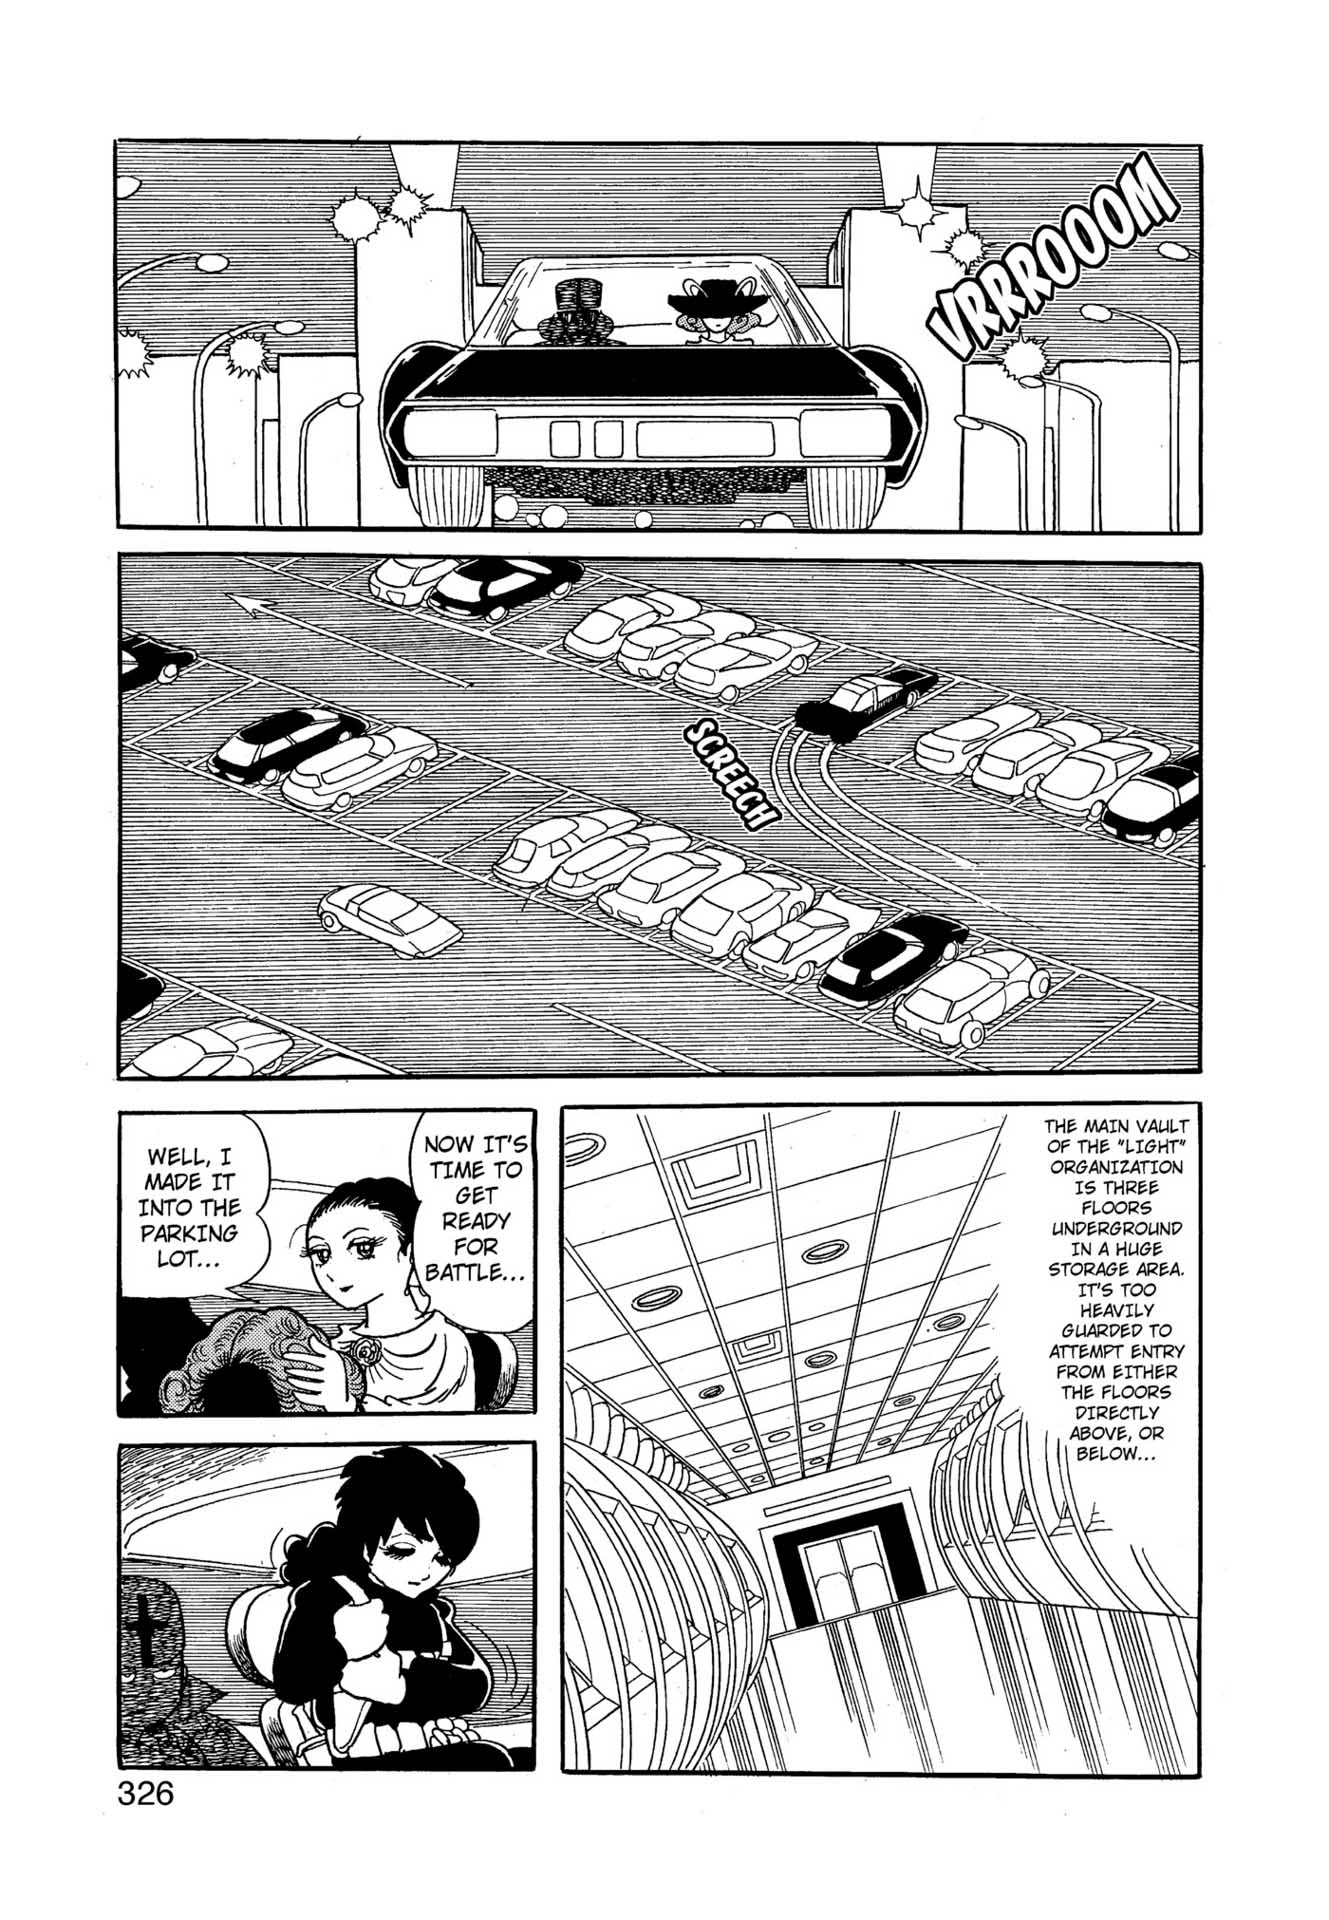 VRRROOOM
SCREECH
THE MAIN VAULT
OF THE "LIGHT"
ORGANIZATION
IS THREE
FLOORS
UNDERGROUND
IN A HUGE
STORAGE AREA.
IT'S TOO
HEAVILY
GUARDED TO
ATTEMPT ENTRY
FROM EITHER
THE FLOORS
DIRECTLY
ABOVE, OR
BELOW...
NOW IT'S
TIME TO
GET
READY
FOR
BATTLE...
WELL, I
MADE IT
INTO THE
PARKING
LOT...
326